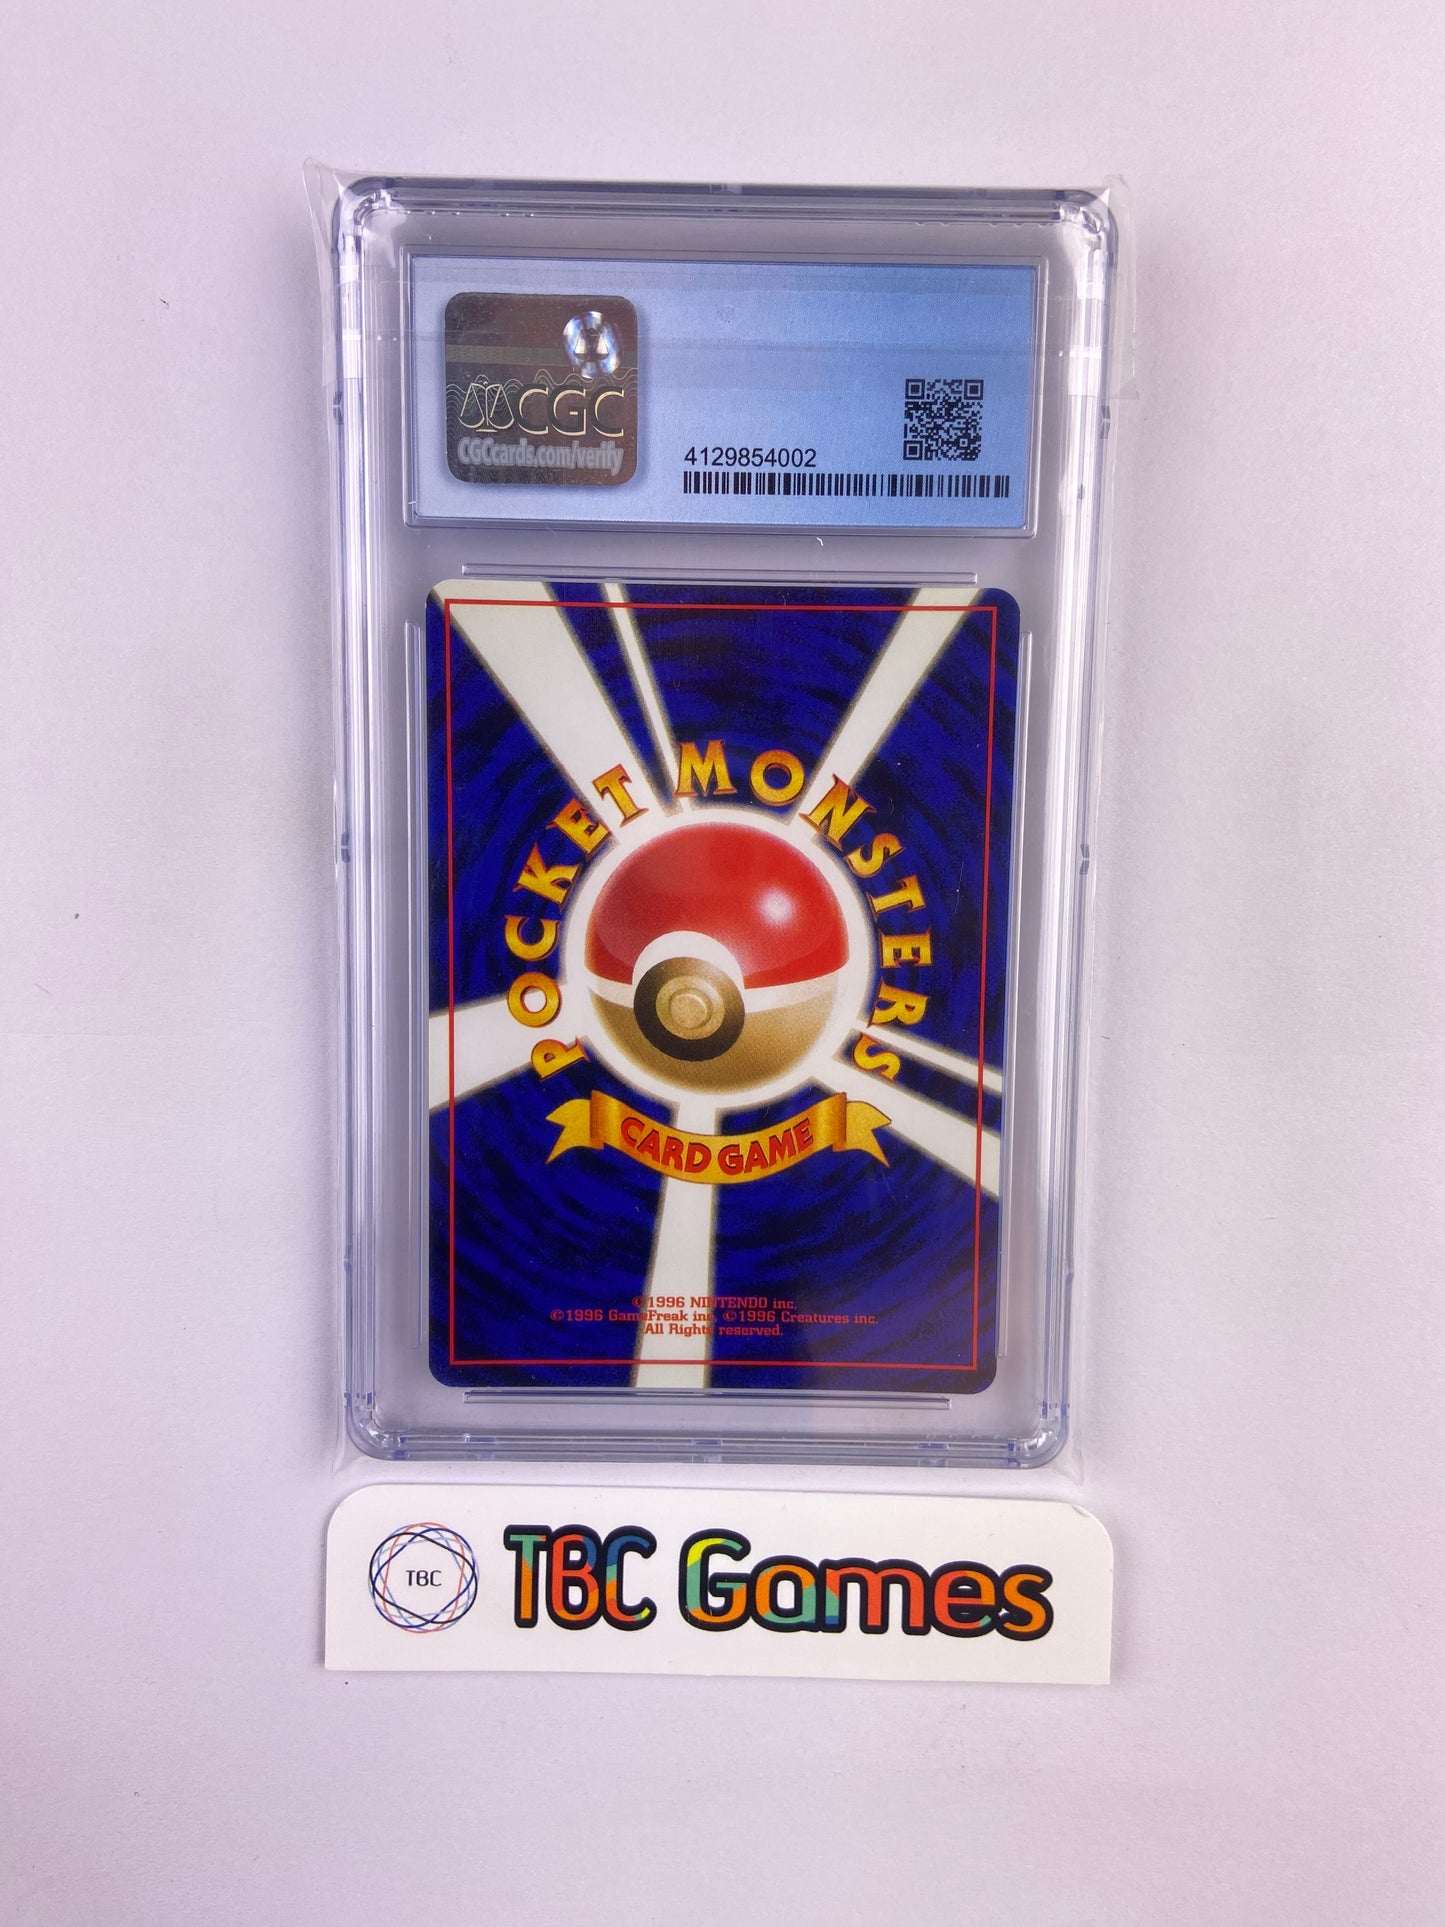 CGC
CGCcards.com/verify
4129854002
POCKET MONSTERS
CARD GAME
©1996 NINTENDO inc.
©1996 GameFreak inc. ©1996 Creatures inc.
All Rights reserved.
TBC
TBC Games